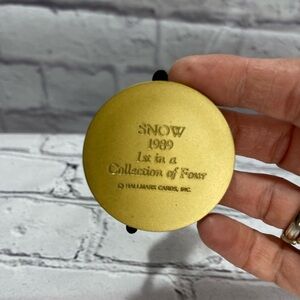 SNOW
1989
1st in a
Collection of Four
© HALLMARK CARDS, INC.